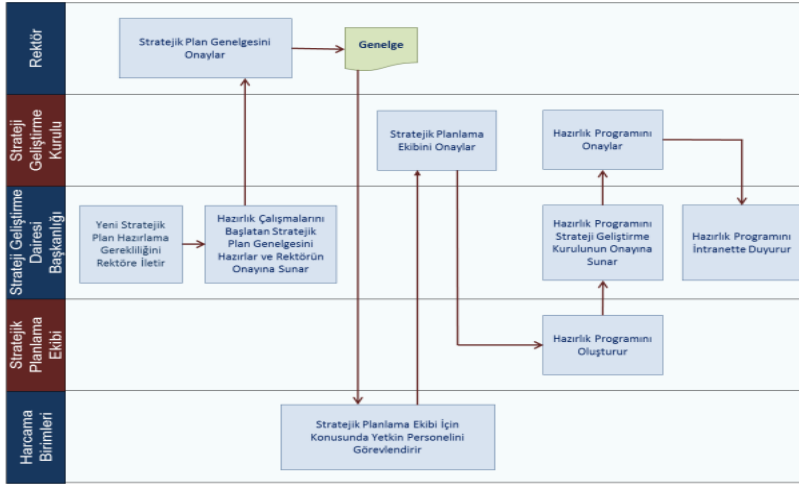 Rektör
Stratejik Plan Genelgesini
Onaylar
Genelge
Strateji
Geliştirme
Kurulu
Stratejik Planlama
Ekibini Onaylar
Hazırlık Programını
Onaylar
Strateji Geliştirme
Dairesi
Başkanlığı
Yeni Stratejik
Plan Hazırlama
Gerekliliğini
Rektöre İletir
Hazırlık Çalışmalarını
Başlatan Stratejik
Plan Genelgesini
Hazırlar ve Rektörün
Onayına Sunar
Hazırlık Programını
Strateji Geliştirme
Kurulunun Onayına
Sunar
Hazırlık Programını
İntranette Duyurur
Stratejik
Planlama
Ekibi
Hazırlık Programını
Oluşturur
Harcama
Birimleri
Stratejik Planlama Ekibi İçin
Konusunda Yetkin Personelini
Görevlendirir